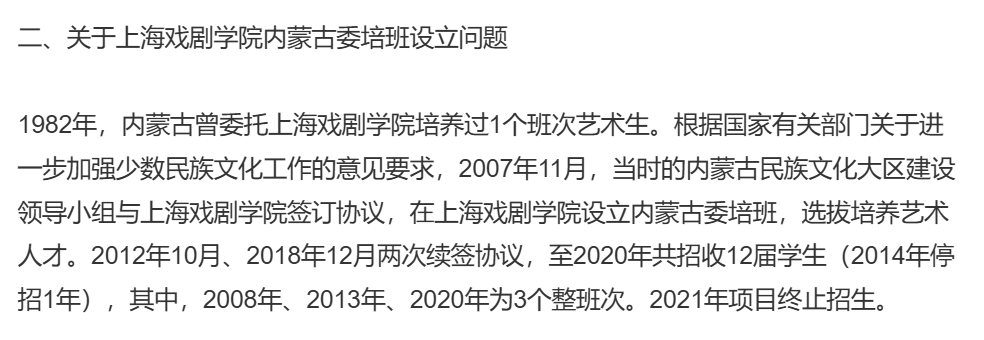 二、关于上海戏剧学院内蒙古委培班设立问题
1982年，内蒙古曾委托上海戏剧学院培养过1个班次艺术生。根据国家有关部门关于进
一步加强少数民族文化工作的意见要求，2007年11月，当时的内蒙古民族文化大区建设
领导小组与上海戏剧学院签订协议，在上海戏剧学院设立内蒙古委培班，选拔培养艺术
人才。2012年10月、2018年12月两次续签协议，至2020年共招收12届学生（2014年停
招1年），其中，2008年、2013年、2020年为3个整班次。2021年项目终止招生。